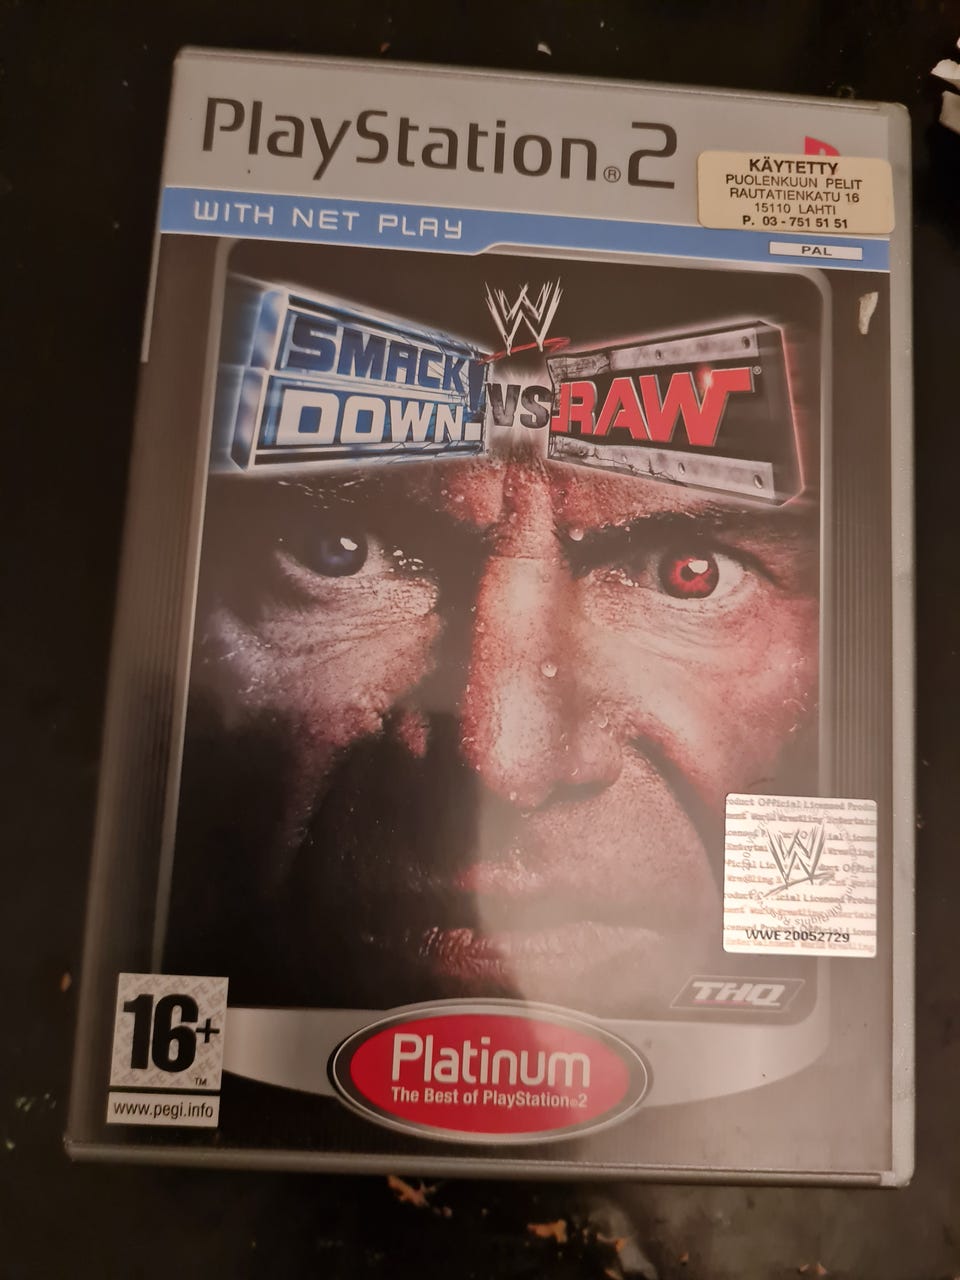 PlayStation®2
KÄYTETTY
PUOLENKUUN PELIT
RAUTATIENKATU 16
15110 LAHTI
P. 03 - 751 51 51
WITH NET PLAY
PAL
W
SMACK
DOWN!
VS
RAW®
WWE 20052729
THQ
16+
TM
www.pegi.info
Platinum
The Best of PlayStation®2